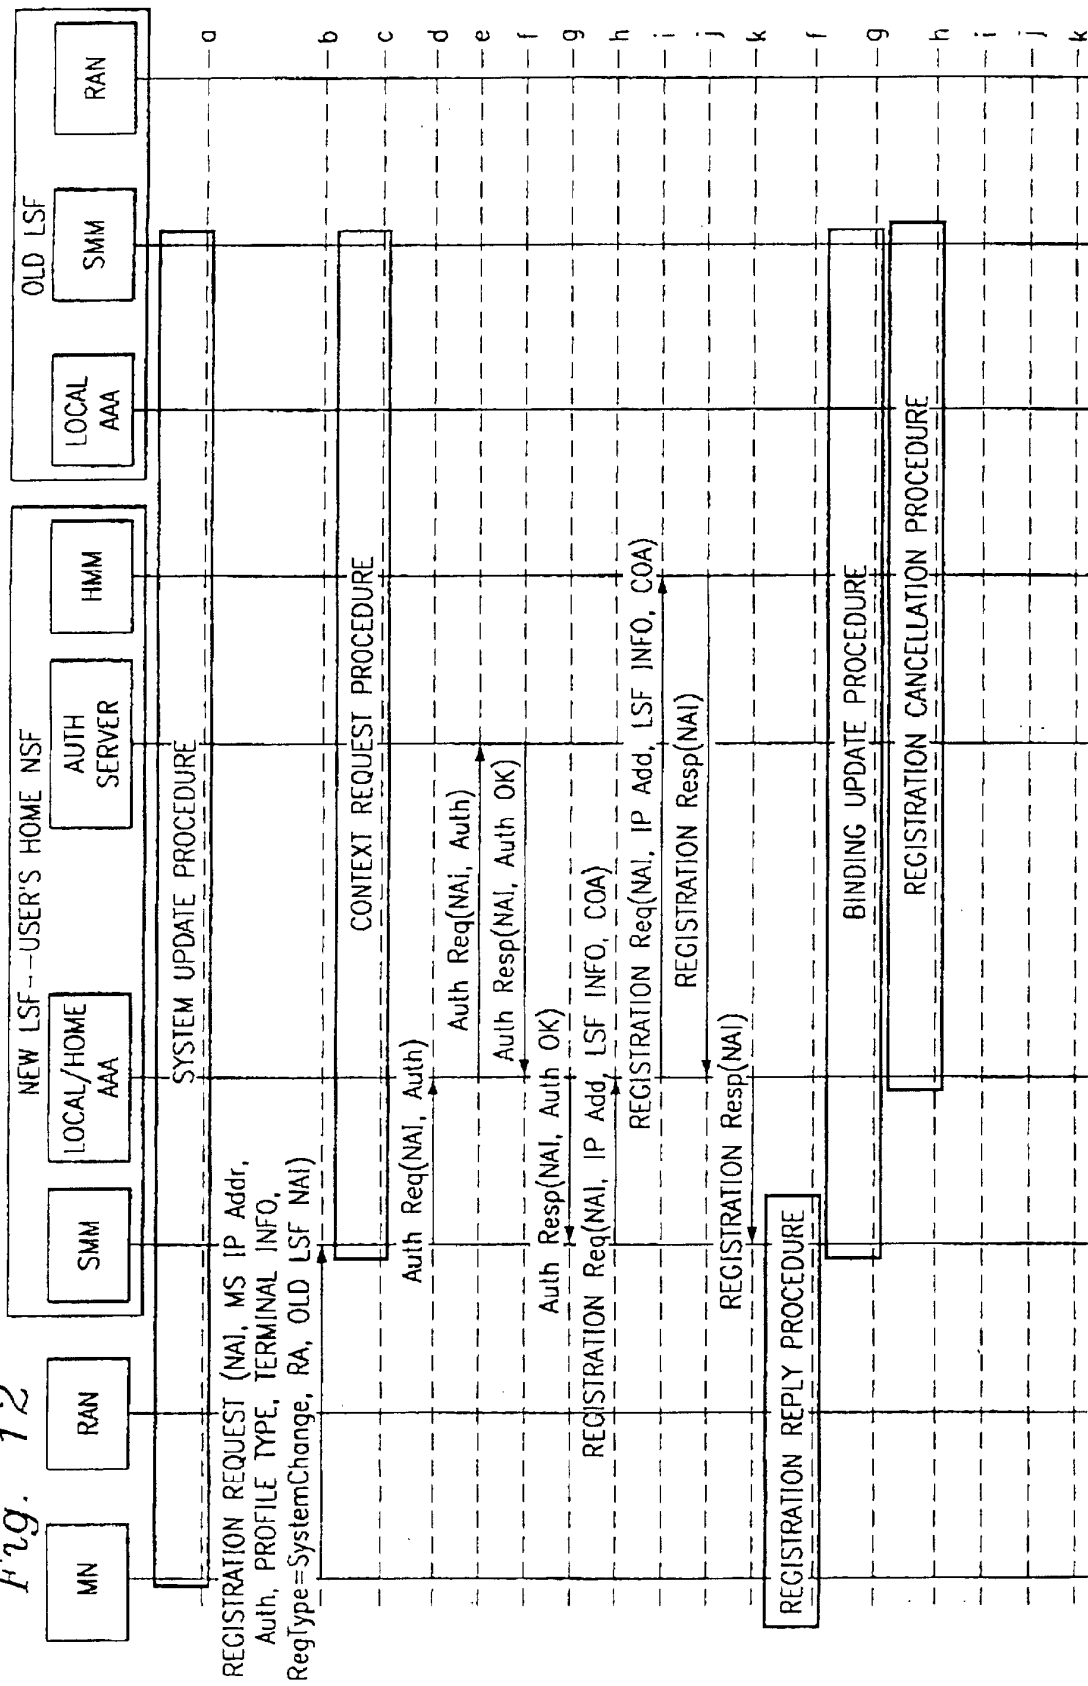 Fig. 12
NEW LSF--USER'S HOME NSF
OLD LSF
MN
RAN
SMM
LOCAL/HOME
AAA
AUTH
SERVER
HMM
LOCAL
AAA
SMM
RAN
SYSTEM UPDATE PROCEDURE
a
REGISTRATION REQUEST (NAI, MS IP Addr,
Auth, PROFILE TYPE, TERMINAL INFO,
RegType=SystemChange, RA, OLD LSF NAI)
b
CONTEXT REQUEST PROCEDURE
c
Auth Req(NAI, Auth)
d
Auth Req(NAI, Auth)
e
Auth Resp(NAI, Auth OK)
f
Auth Resp(NAI, Auth OK)
g
REGISTRATION Req(NAI, IP Add, LSF INFO, COA)
h
REGISTRATION Req(NAI, IP Add, LSF INFO, COA)
i
REGISTRATION Resp(NAI)
j
REGISTRATION Resp(NAI)
k
REGISTRATION REPLY PROCEDURE
f
BINDING UPDATE PROCEDURE
g
REGISTRATION CANCELLATION PROCEDURE
h
i
j
k